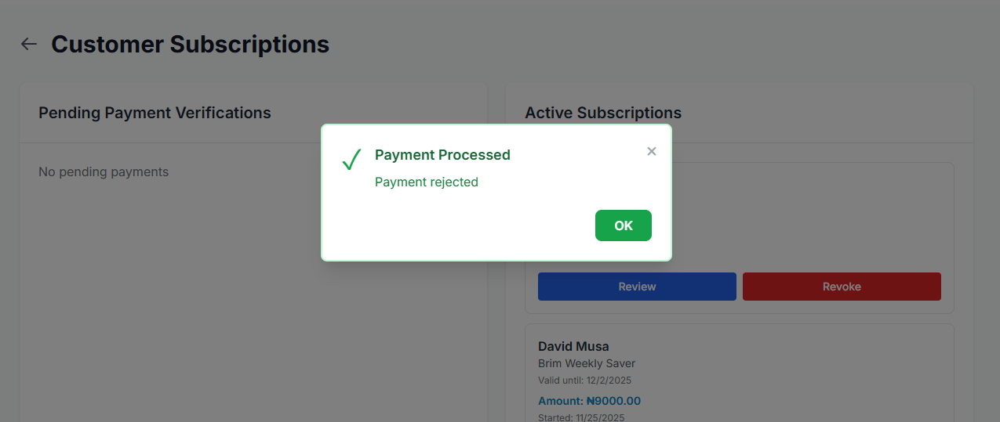 Customer Subscriptions
Pending Payment Verifications
No pending payments
Active Subscriptions
Payment Processed
Payment rejected
OK
Review
Revoke
David Musa
Brim Weekly Saver
Valid until: 12/2/2025
Amount: ₦9000.00
Started: 11/25/2025